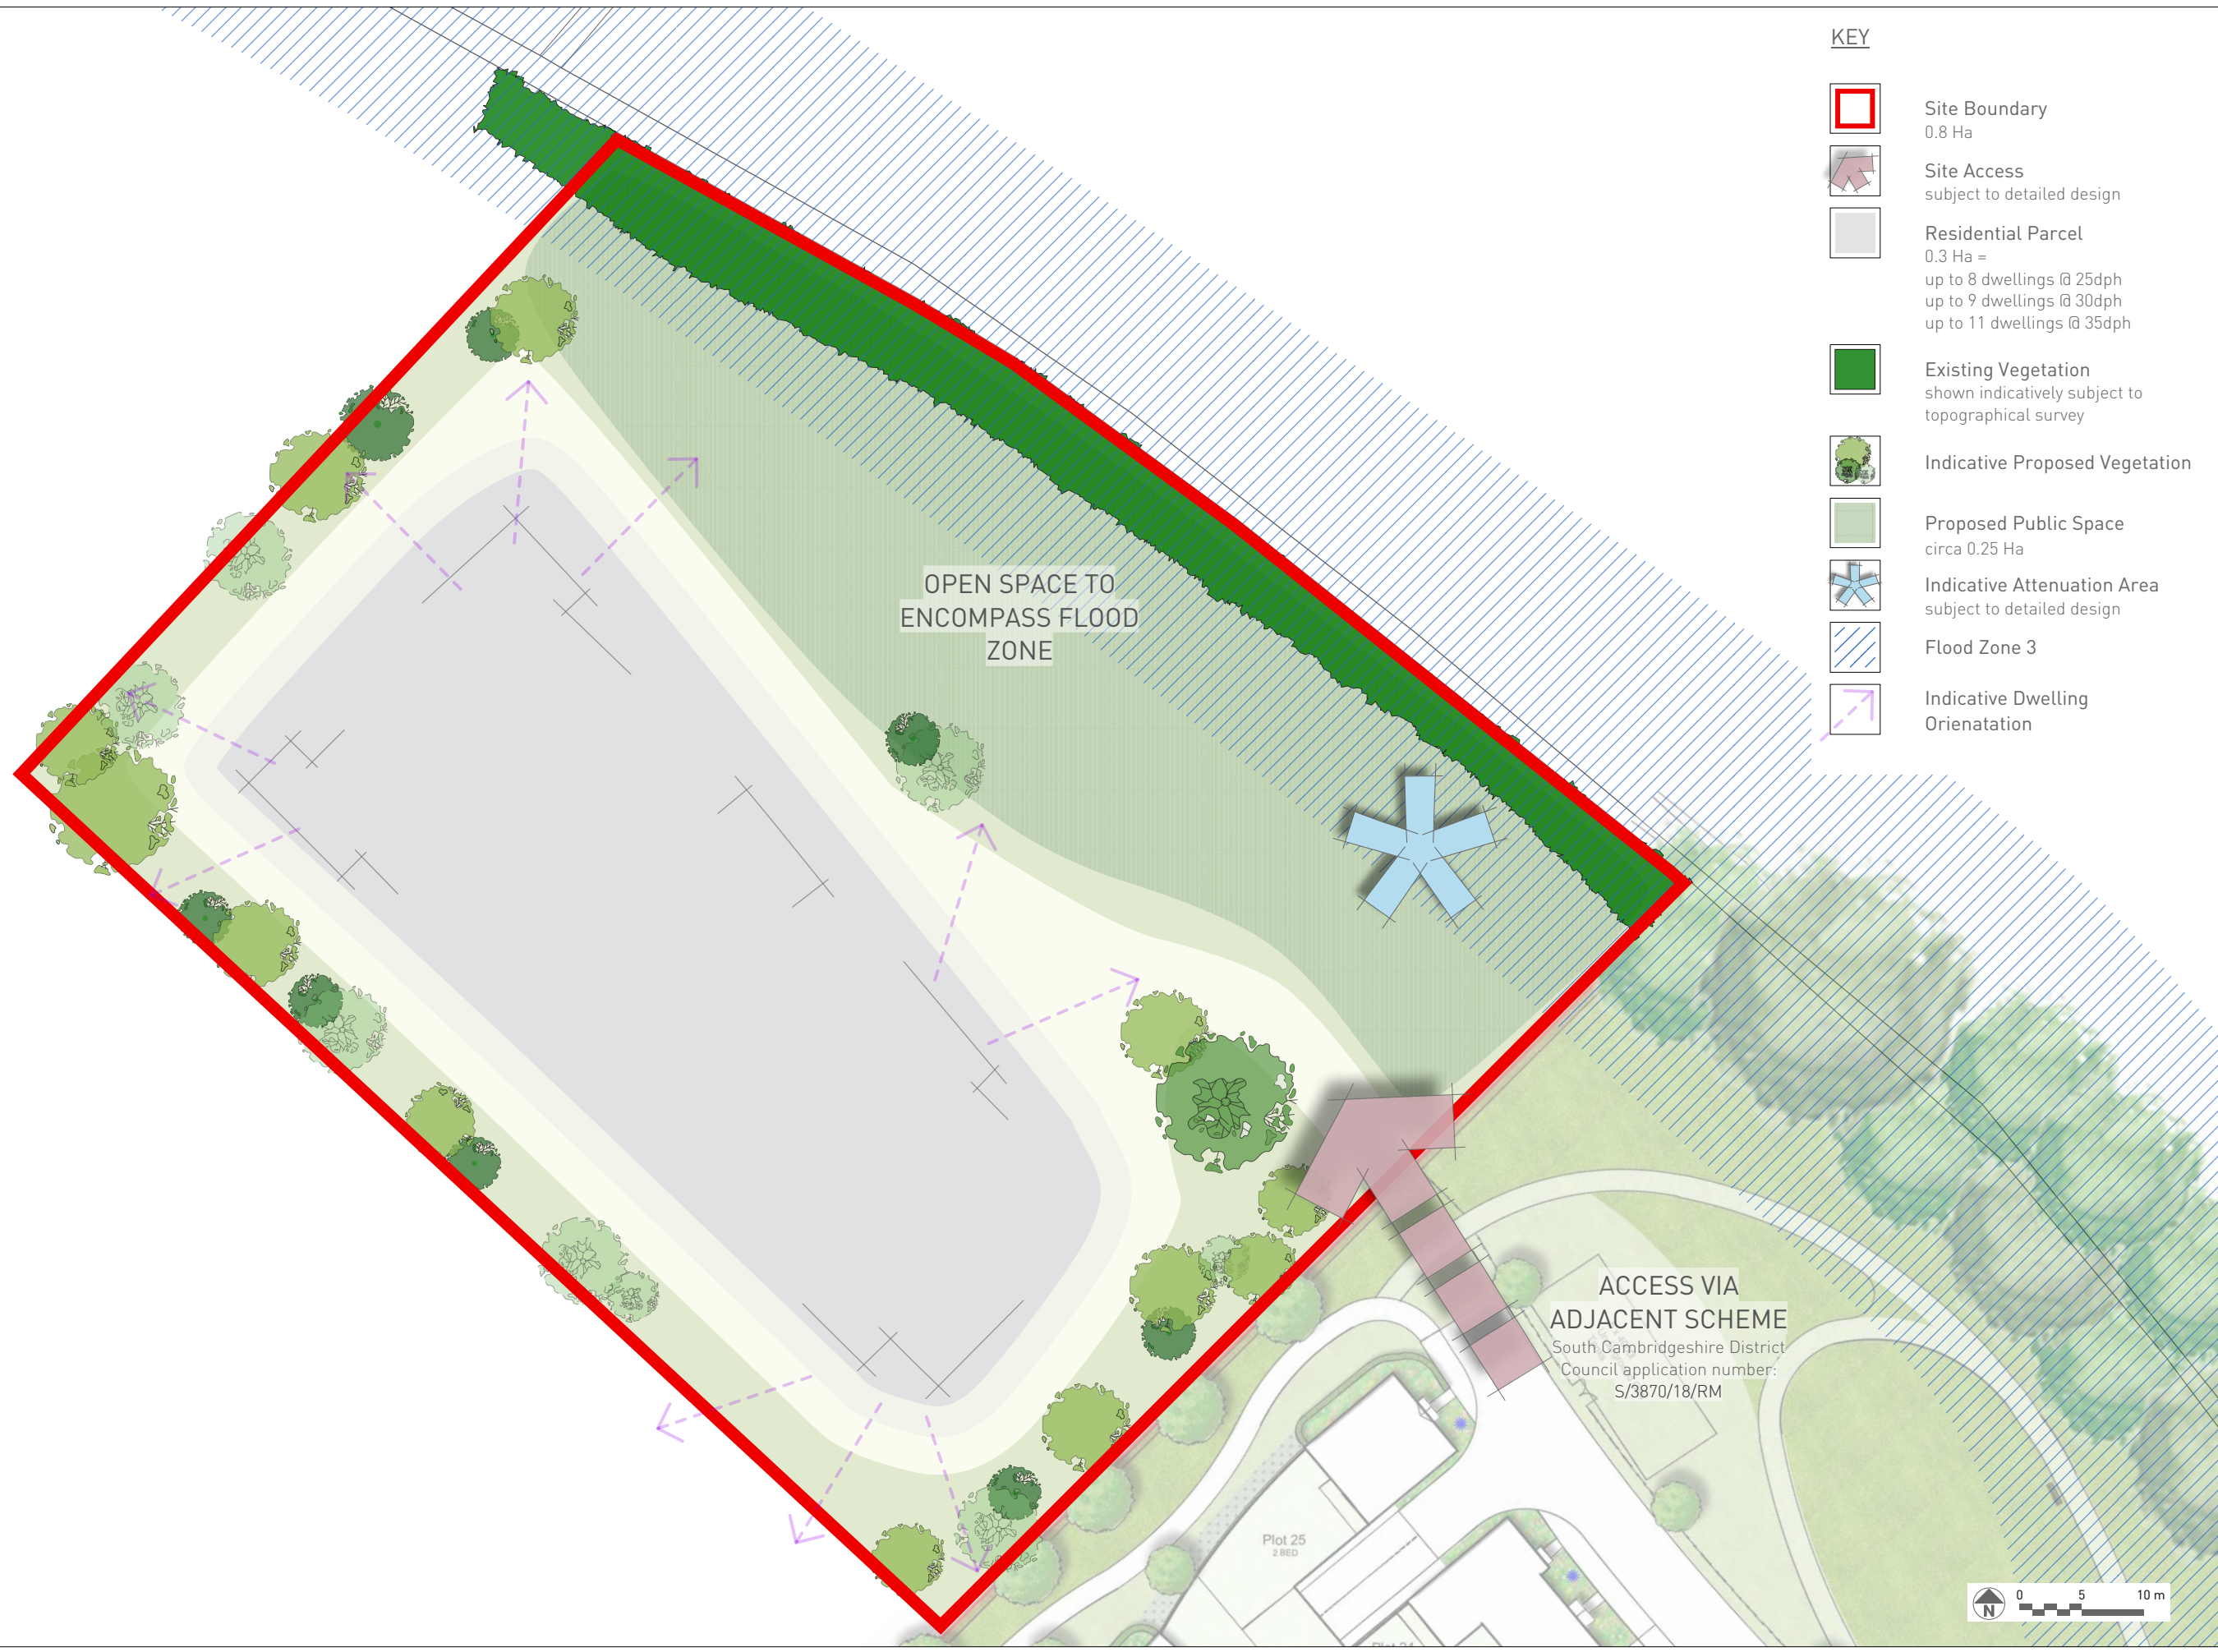 KEY
Site Boundary
0.8 Ha
Site Access
subject to detailed design
Residential Parcel
0.3 Ha =
up to 8 dwellings @ 25dph
up to 9 dwellings @ 30dph
up to 11 dwellings @ 35dph
Existing Vegetation
shown indicatively subject to
topographical survey
Indicative Proposed Vegetation
Proposed Public Space
circa 0.25 Ha
Indicative Attenuation Area
subject to detailed design
Flood Zone 3
Indicative Dwelling
Orienatation
OPEN SPACE TO
ENCOMPASS FLOOD
ZONE
ACCESS VIA
ADJACENT SCHEME
South Cambridgeshire District
Council application number:
S/3870/18/RM
Plot 25
2 BED
N
0 5 10 m